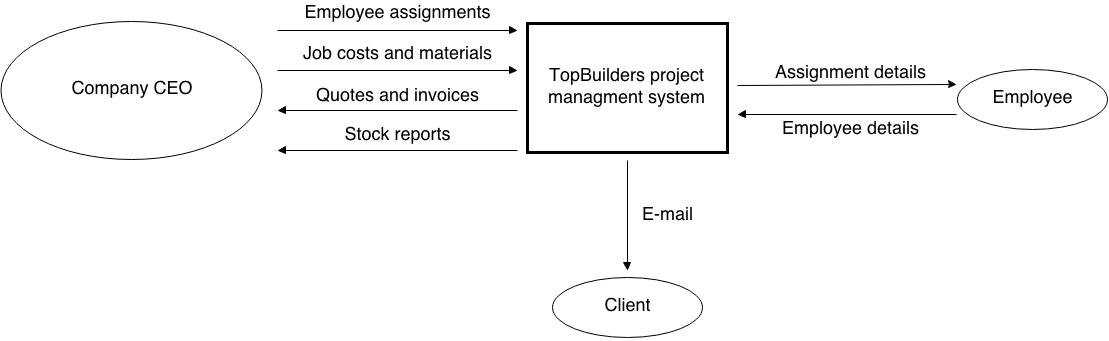 Employee assignments
Job costs and materials
Company CEO
Quotes and invoices
Stock reports
TopBuilders project
managment system
Assignment details
Employee
Employee details
E-mail
Client